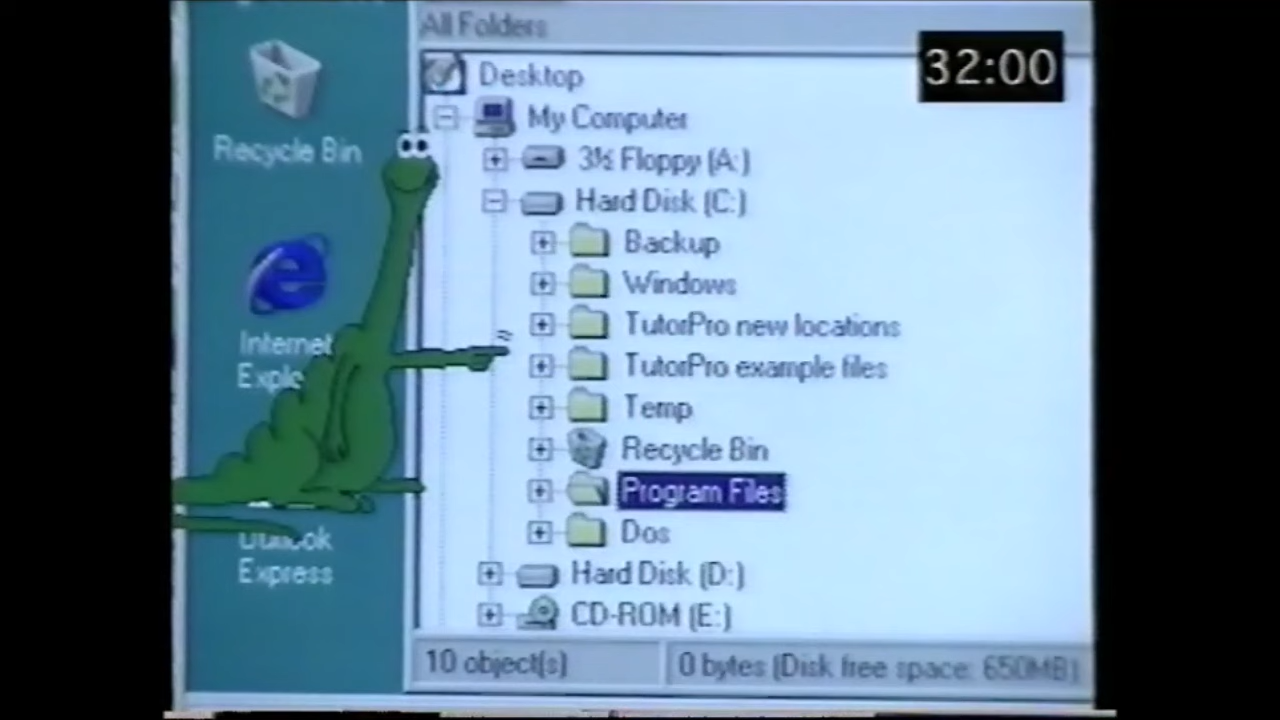 All Folders
32:00
Desktop
My Computer
3½ Floppy (A:)
Hard Disk (C:)
Backup
Windows
TutorPro new locations
TutorPro example files
Temp
Recycle Bin
Program Files
Dos
Hard Disk (D:)
CD-ROM (E:)
10 object(s)
0 bytes (Disk free space: 650MB)
Recycle Bin
Internet
Explo
Outlook
Express